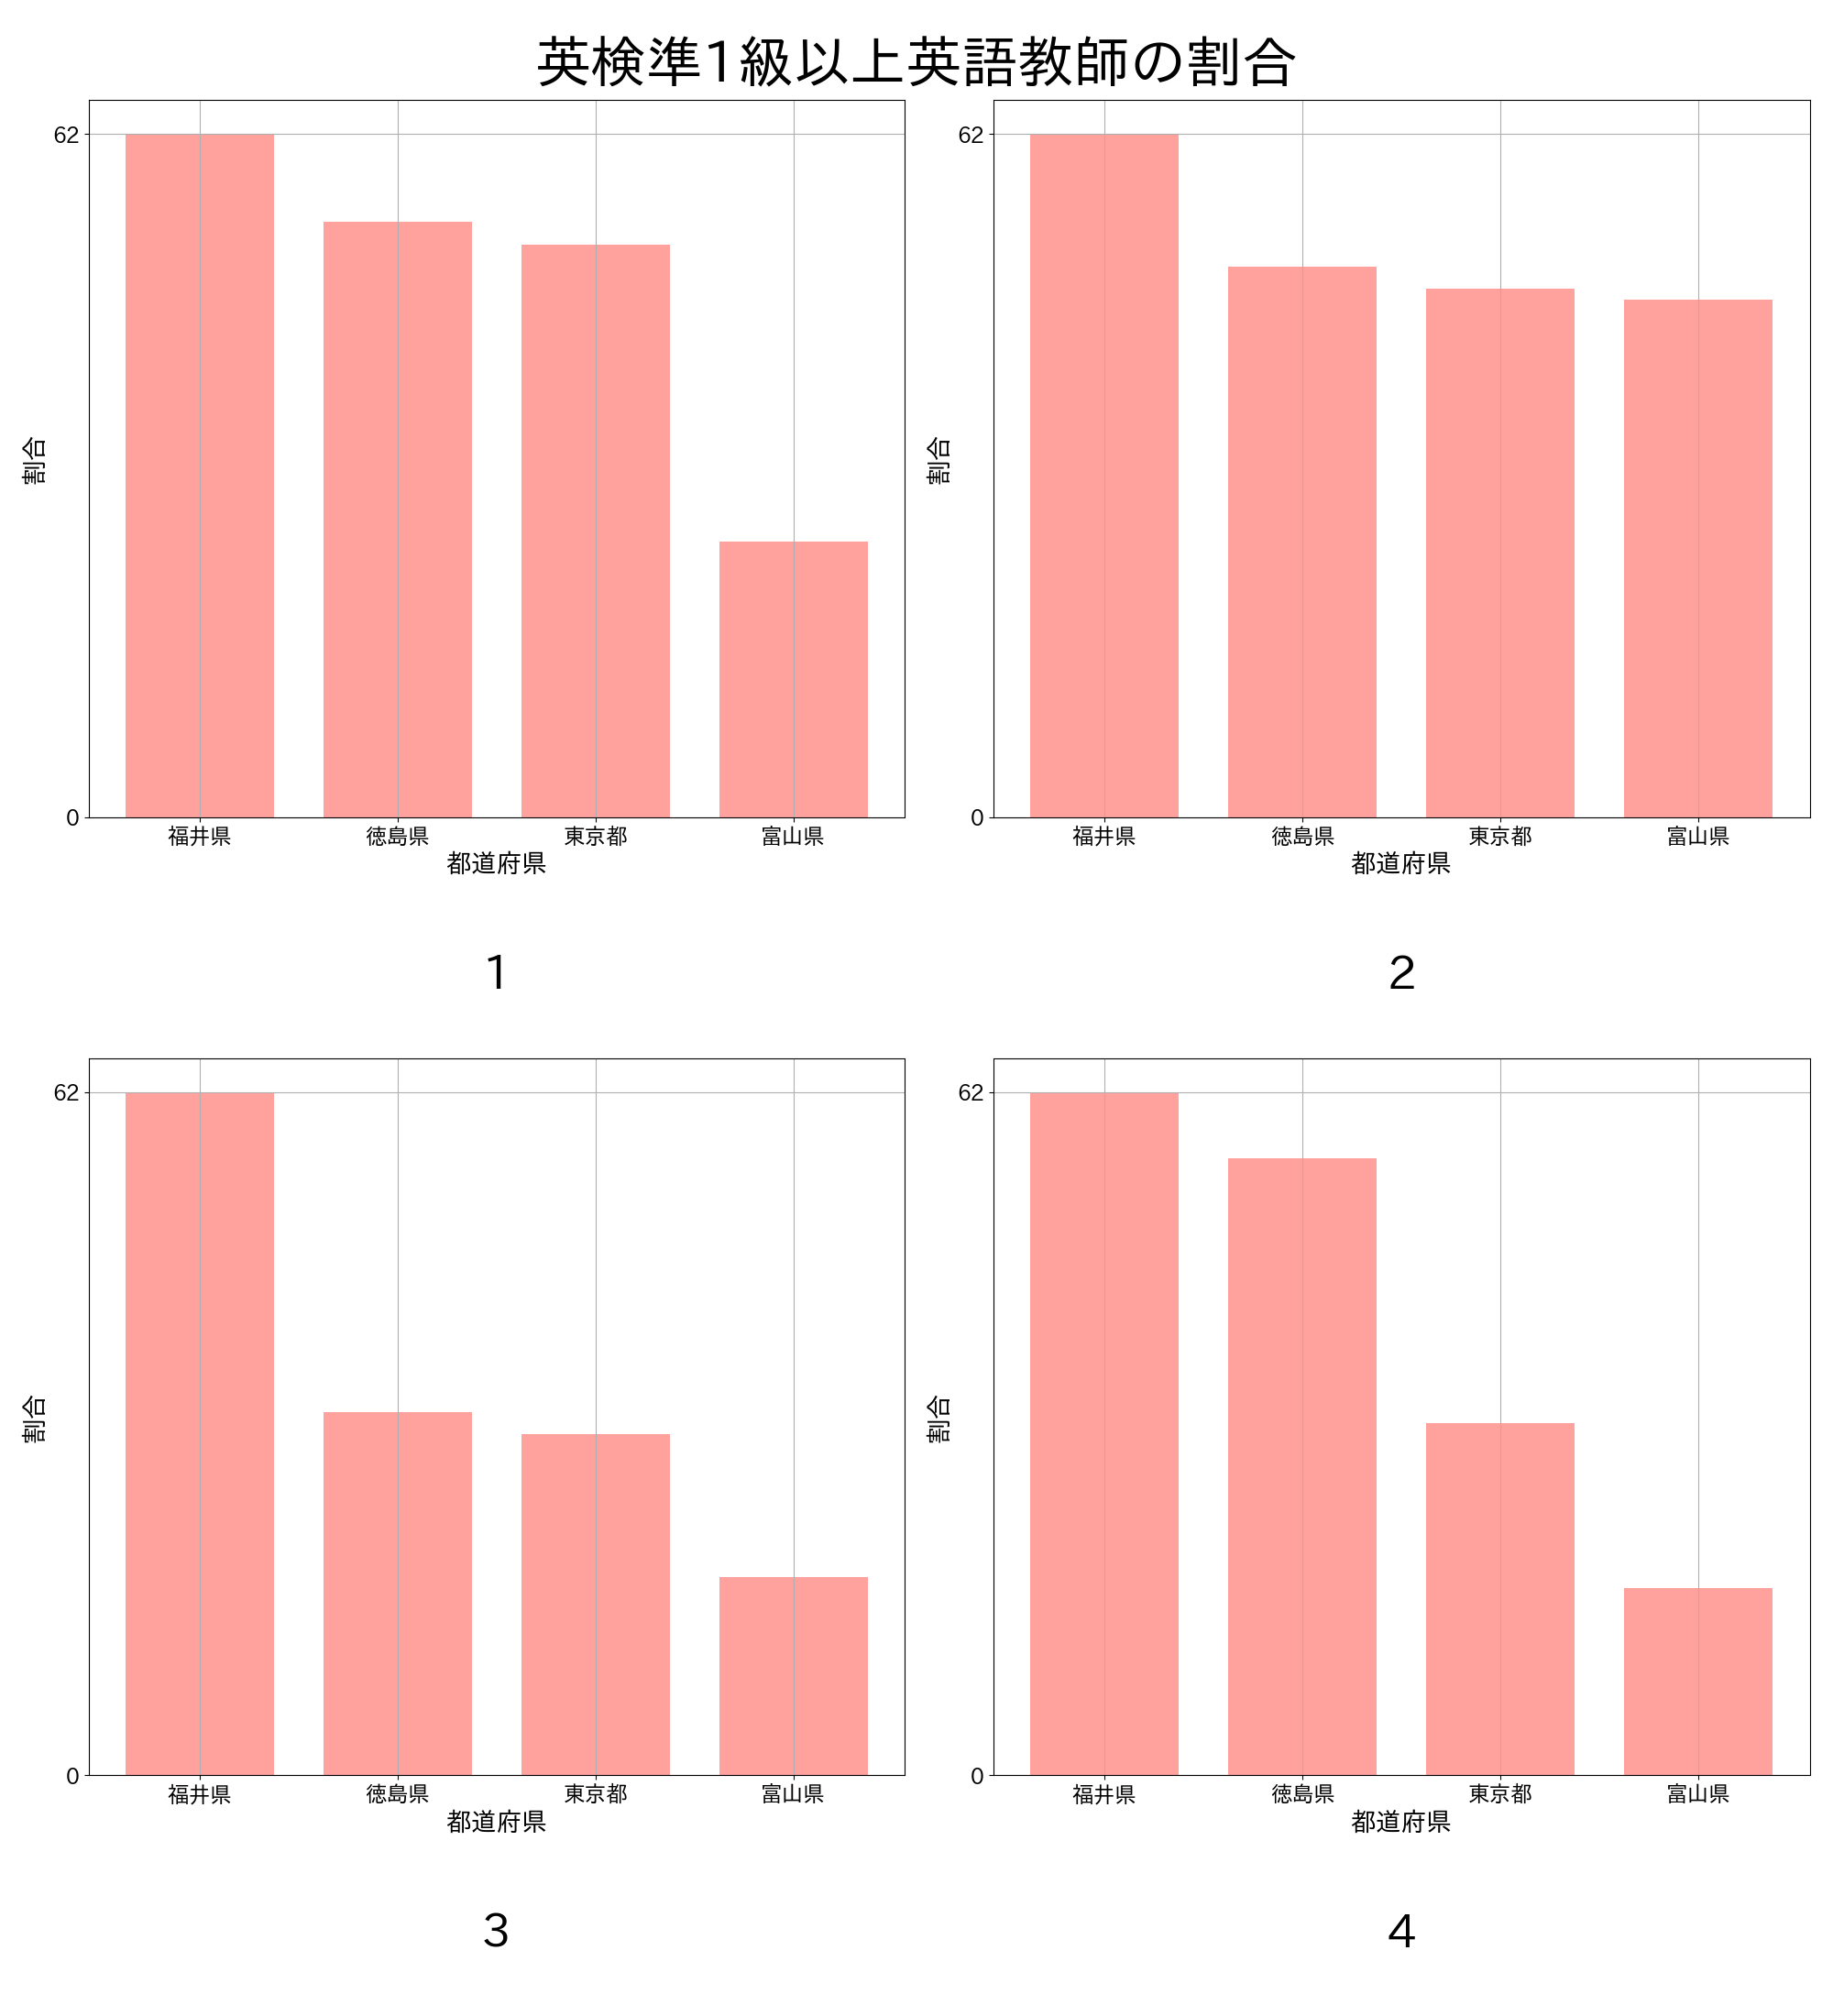 英検準1級以上英語教師の割合
62
0
割合
福井県 徳島県 東京都 富山県
都道府県
1
62
0
割合
福井県 徳島県 東京都 富山県
都道府県
2
62
0
割合
福井県 徳島県 東京都 富山県
都道府県
3
62
0
割合
福井県 徳島県 東京都 富山県
都道府県
4